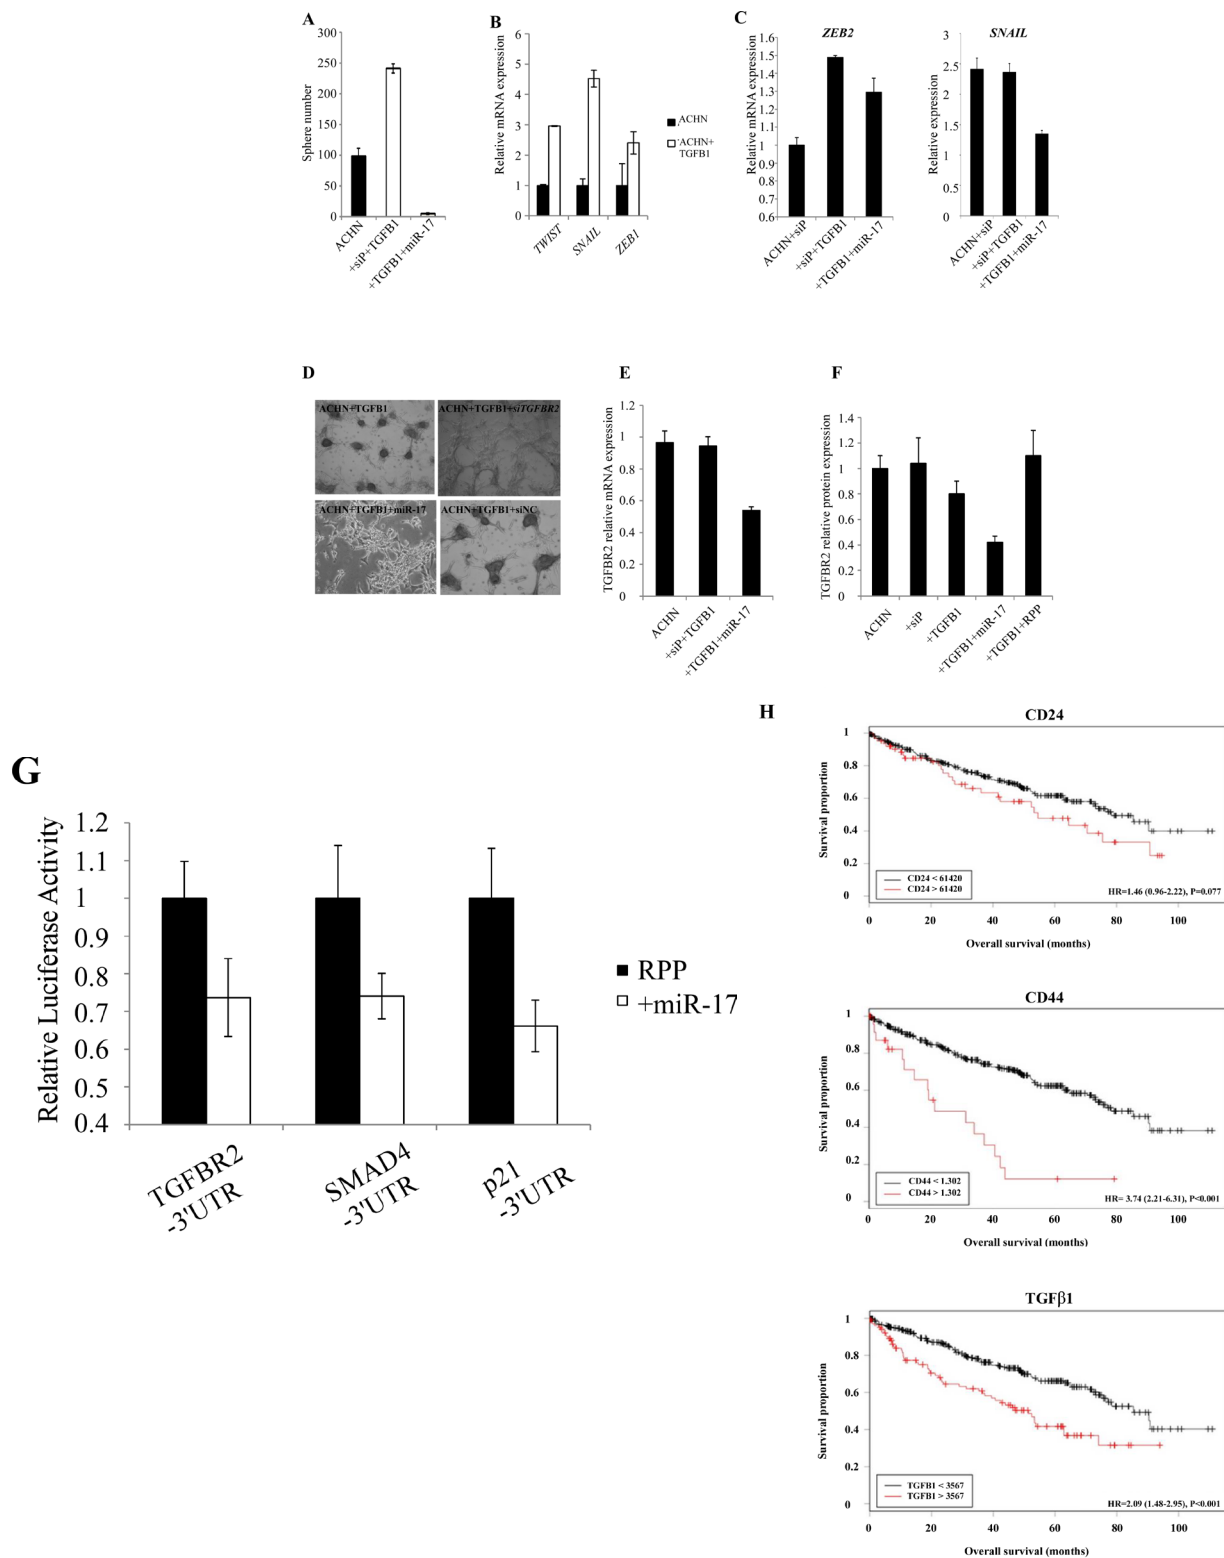 A
300
250
200
150
100
50
0
Sphere number
ACHN
+siP+TGFB1
+TGFB1+miR-17
B
6
5
4
3
2
1
0
Relative mRNA expression
TWIST
SNAIL
ZEB1
ACHN
ACHN+
TGFB1
C
ZEB2
1.6
1.5
1.4
1.3
1.2
1.1
1
0.9
0.8
0.7
0.6
Relative mRNA expression
ACHN+siP
+siP+TGFB1
+TGFB1+miR-17
SNAIL
3
2.5
2
1.5
1
0.5
0
Relative expression
ACHN+siP
+siP+TGFB1
+TGFB1+miR-17
D
ACHN+TGFB1
ACHN+TGFB1+siTGFBR2
ACHN+TGFB1+miR-17
ACHN+TGFB1+siNC
E
1.2
1
0.8
0.6
0.4
0.2
0
TGFBR2 relative mRNA expression
ACHN
+siP+TGFB1
+TGFB1+miR-17
F
1.4
1.2
1
0.8
0.6
0.4
0.2
0
TGFBR2 relative protein expression
ACHN
+siP
+TGFB1
+TGFB1+miR-17
+TGFB1+RPP
G
1.2
1.1
1
0.9
0.8
0.7
0.6
0.5
0.4
Relative Luciferase Activity
TGFBR2
-3'UTR
SMAD4
-3'UTR
p21
-3'UTR
RPP
+miR-17
H
CD24
1
0.8
0.6
0.4
0.2
0
Survival proportion
CD24 < 61420
CD24 > 61420
HR=1.46 (0.96-2.22), P=0.077
0 20 40 60 80 100
Overall survival (months)
CD44
1
0.8
0.6
0.4
0.2
0
Survival proportion
CD44 < 1.302
CD44 > 1.302
HR= 3.74 (2.21-6.31), P<0.001
0 20 40 60 80 100
Overall survival (months)
TGFβ1
1
0.8
0.6
0.4
0.2
0
Survival proportion
TGFB1 < 3567
TGFB1 > 3567
HR=2.09 (1.48-2.95), P<0.001
0 20 40 60 80 100
Overall survival (months)